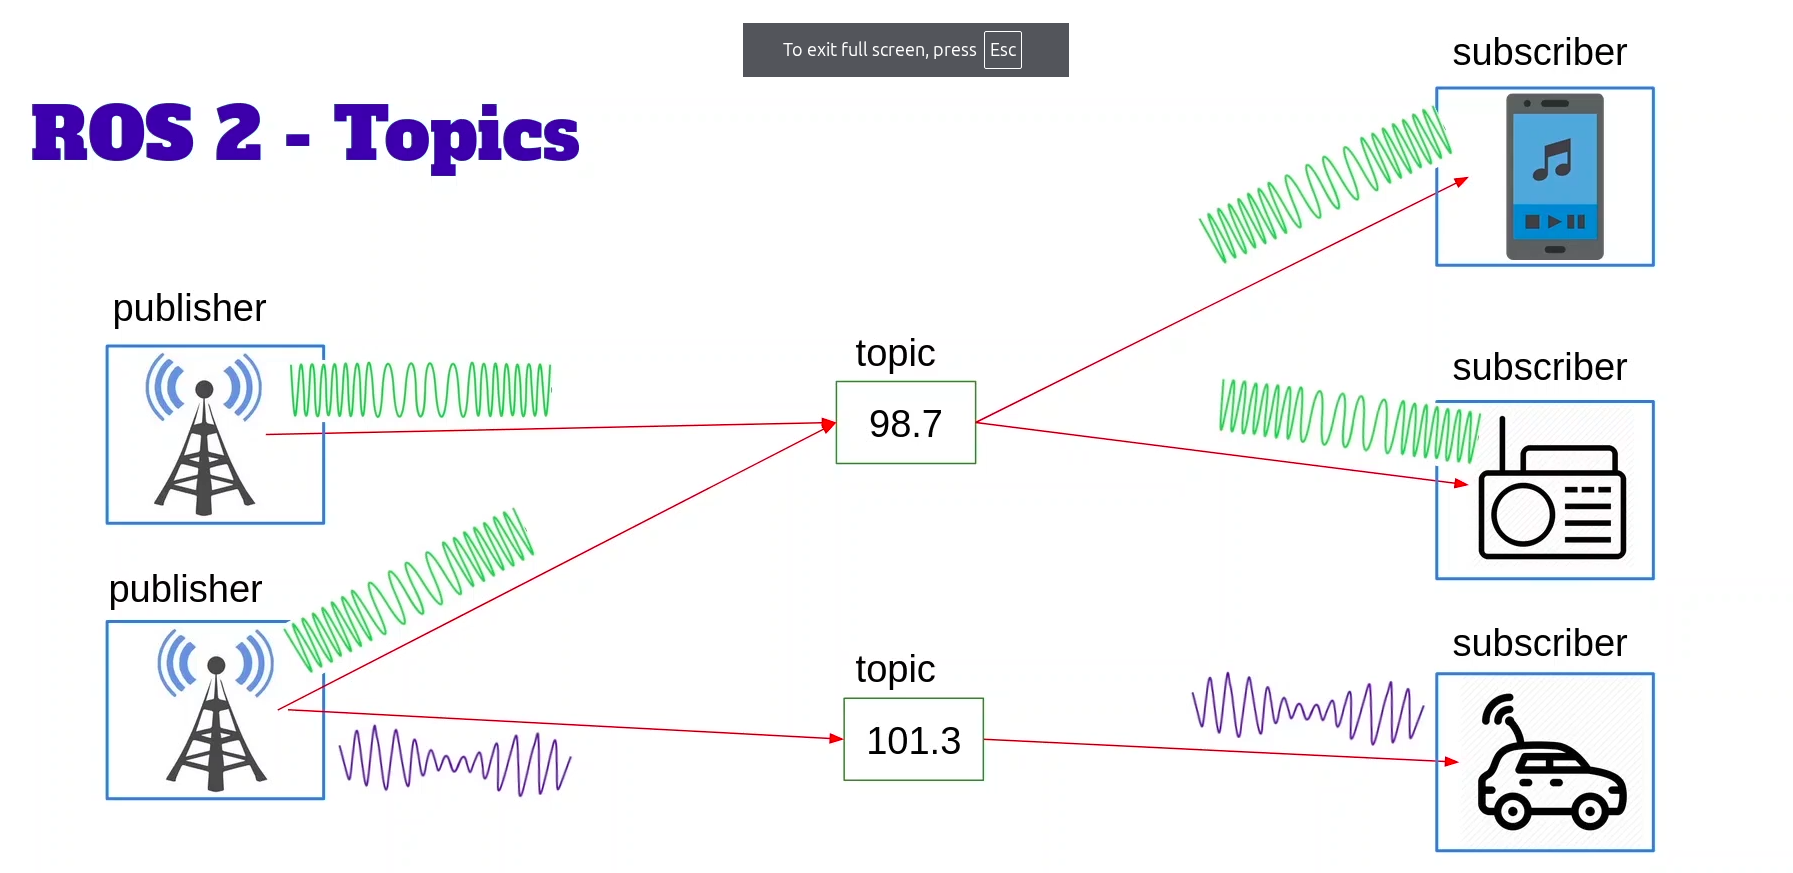 To exit full screen, press Esc
subscriber
ROS 2 - Topics
publisher
topic
98.7
subscriber
publisher
topic
101.3
subscriber